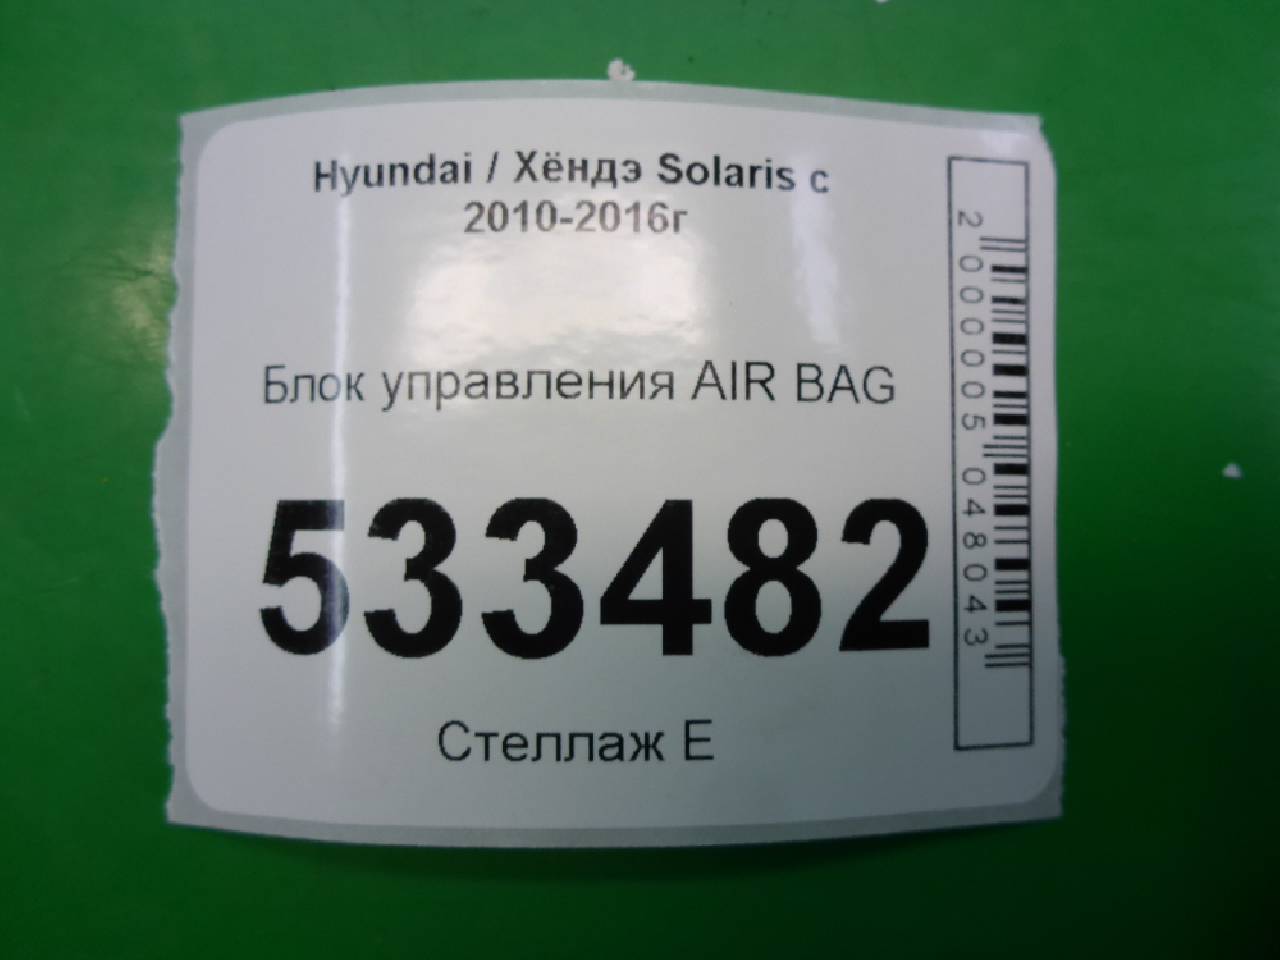 Hyundai / Хёндэ Solaris с
2010-2016г
Блок управления AIR BAG
533482
Стеллаж Е
2000005048043